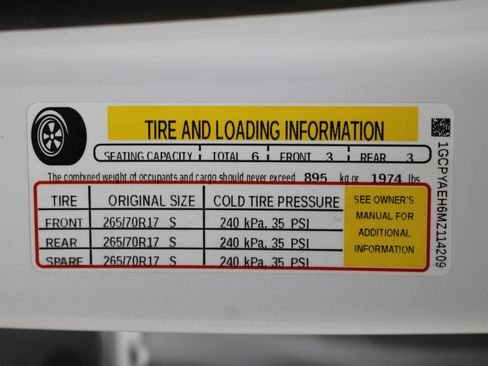 TIRE AND LOADING INFORMATION
SEATING CAPACITY TOTAL 6 FRONT 3 REAR 3
The combined weight of occupants and cargo should never exceed 895 kg or 1974 lbs
TIRE ORIGINAL SIZE COLD TIRE PRESSURE
FRONT 265/70R17 S 240 kPa, 35 PSI
REAR 265/70R17 S 240 kPa, 35 PSI
SPARE 265/70R17 S 240 kPa, 35 PSI
SEE OWNER'S
MANUAL FOR
ADDITIONAL
INFORMATION
1GCPYAEH6MZ114209